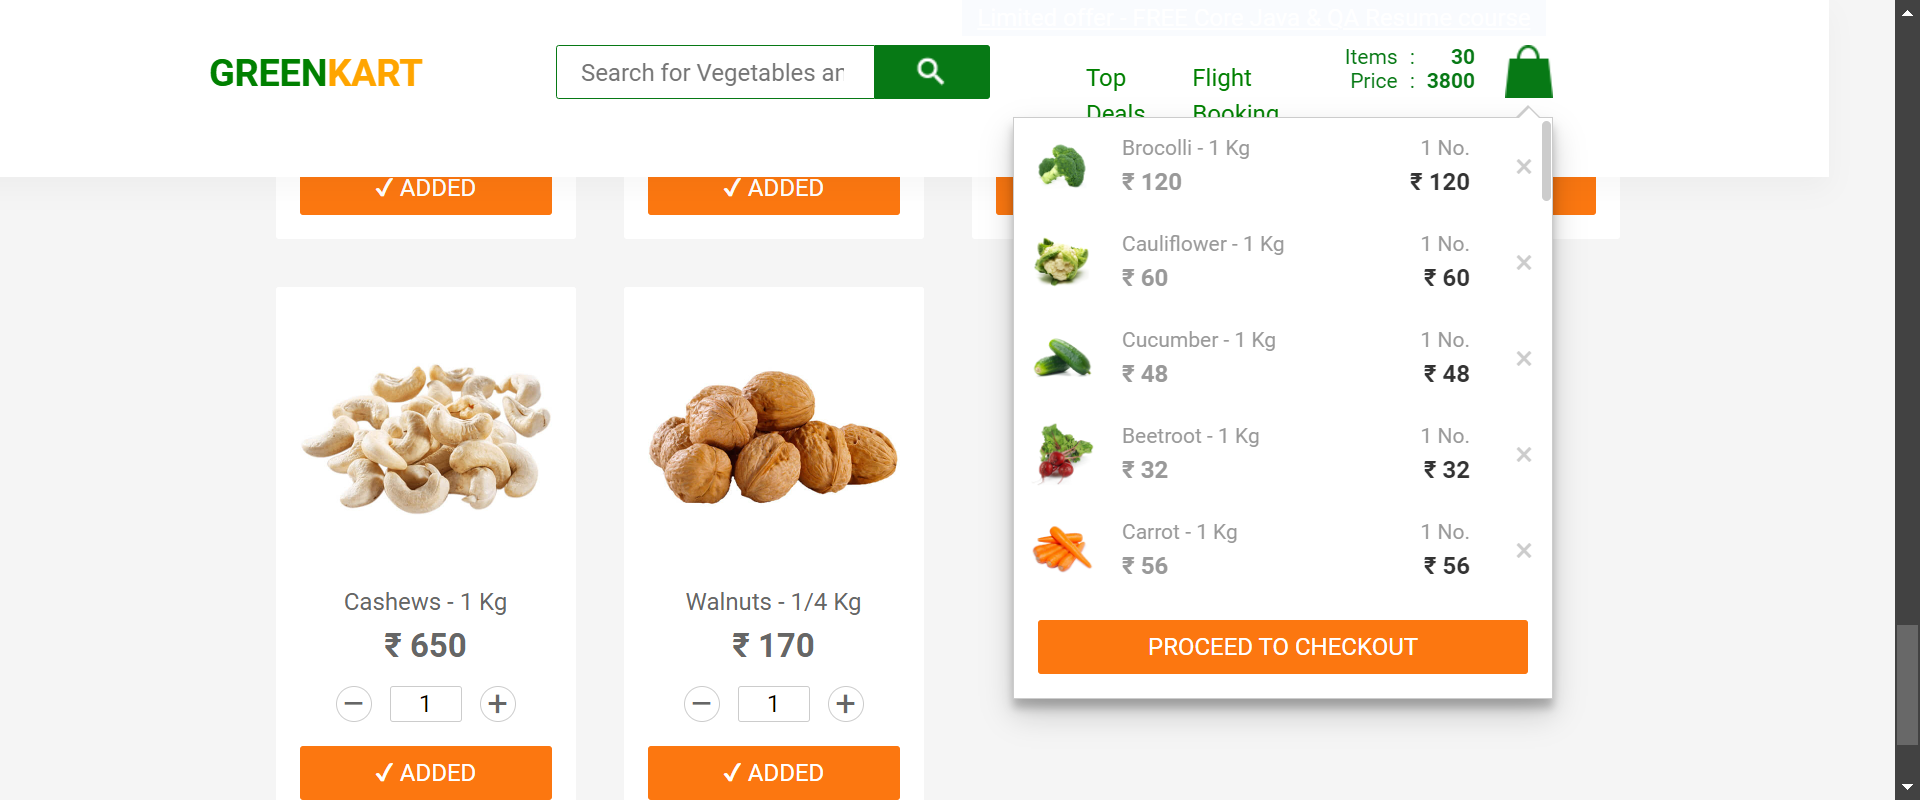 Limited offer - FREE Core Java & QA Resume course
GREENKART
Search for Vegetables an
Top Deals
Flight Booking
Items : 30
Price : 3800
Brocolli - 1 Kg 1 No.
₹ 120 ₹ 120
×
Cauliflower - 1 Kg 1 No.
₹ 60 ₹ 60
×
Cucumber - 1 Kg 1 No.
₹ 48 ₹ 48
×
Beetroot - 1 Kg 1 No.
₹ 32 ₹ 32
×
Carrot - 1 Kg 1 No.
₹ 56 ₹ 56
×
PROCEED TO CHECKOUT
✓ ADDED
✓ ADDED
Cashews - 1 Kg
₹ 650
– 1 +
✓ ADDED
Walnuts - 1/4 Kg
₹ 170
– 1 +
✓ ADDED